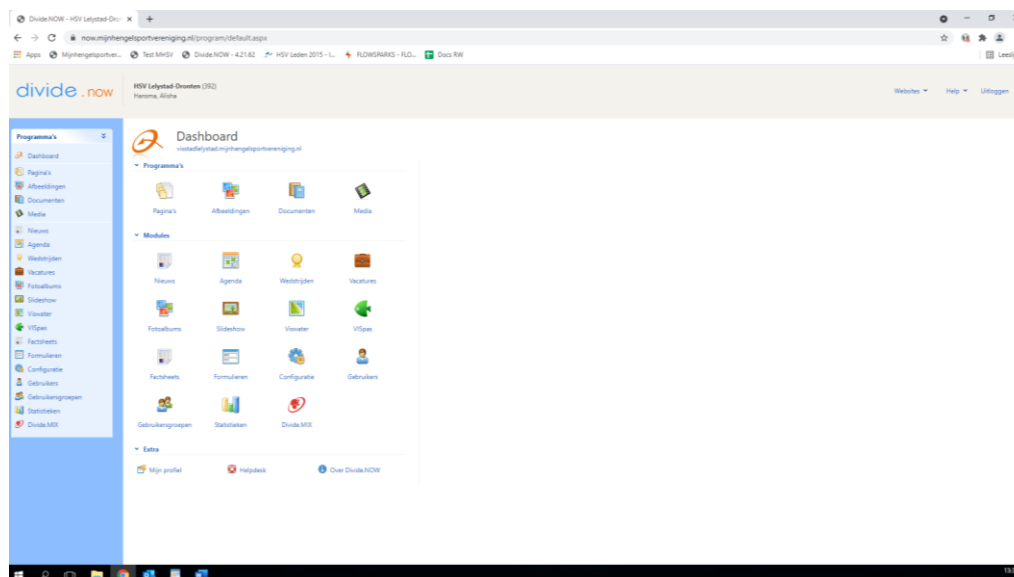 Divide.NOW - HSV Lelystad-Dron
now.mijnhengelsportvereniging.nl/program/default.aspx
Apps Mijnhengelsportver... Test MHSV Divide.NOW - 4.21.62 HSV Leden 2015 - I... FLOWSPARKS - FLO... Docs RW Leeslij
divide.now
HSV Lelystad-Dronten (392)
Hansma, Alisha
Websites Help Uitloggen
Programma's
Dashboard
Pagina's
Afbeeldingen
Documenten
Media
Nieuws
Agenda
Wedstrijden
Vacatures
Fotoalbums
Slideshow
Viswater
VISpas
Factsheets
Formulieren
Configuratie
Gebruikers
Gebruikersgroepen
Statistieken
Divide.MIX
Dashboard
visstadlelystad.mijnhengelsportvereniging.nl
Programma's
Pagina's Afbeeldingen Documenten Media
Modules
Nieuws Agenda Wedstrijden Vacatures
Fotoalbums Slideshow Viswater VISpas
Factsheets Formulieren Configuratie Gebruikers
Gebruikersgroepen Statistieken Divide.MIX
Extra
Mijn profiel Helpdesk Over Divide.NOW